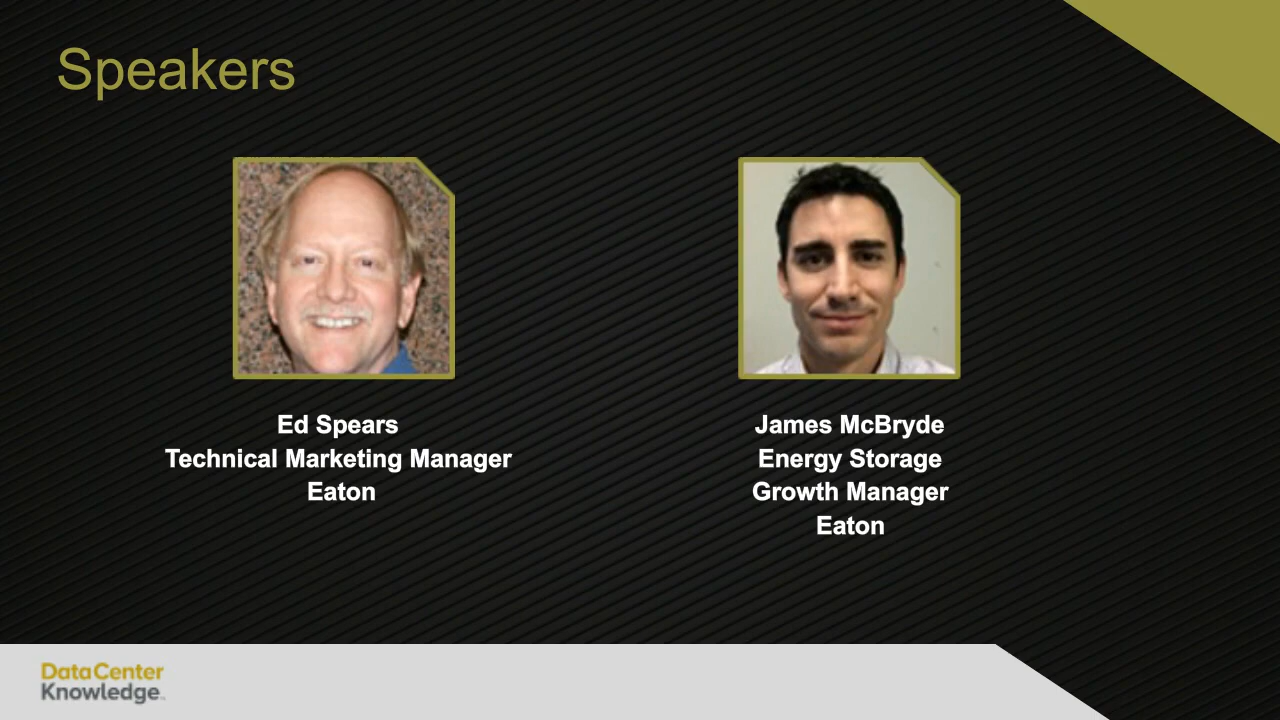 Speakers
Ed Spears
Technical Marketing Manager
Eaton
James McBryde
Energy Storage
Growth Manager
Eaton
DataCenter
Knowledge